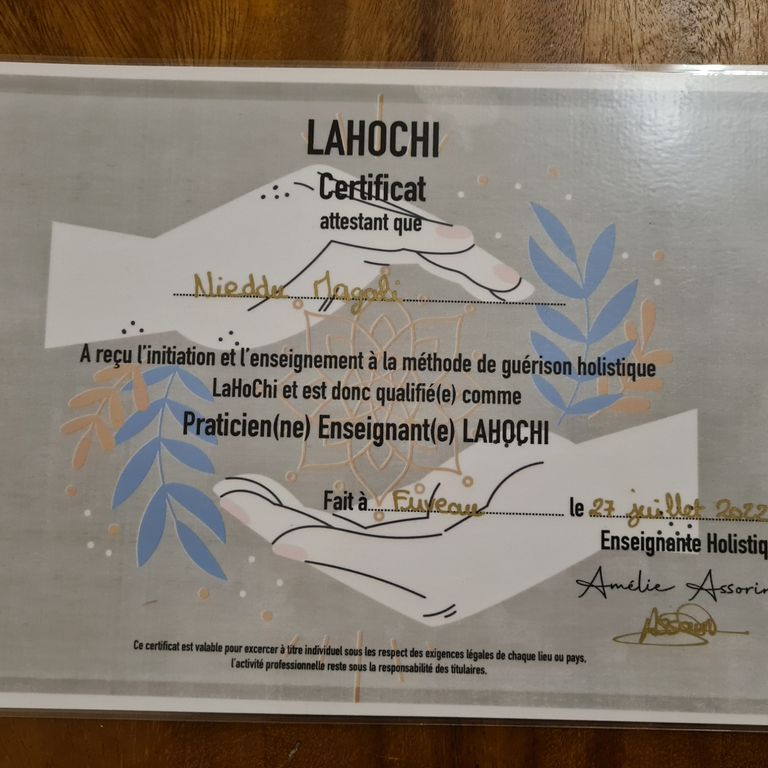 LAHOCHI
Certificat
attestant que
Nieddu Magali
A reçu l'initiation et l'enseignement à la méthode de guérison holistique
LaHoChi et est donc qualifié(e) comme
Praticien(ne) Enseignant(e) LAHOCHI
Fait à Fuveau le 27 juillet 2022
Enseignante Holistiq
Amélie Assorin
Ce certificat est valable pour excercer à titre individuel sous les respect des exigences légales de chaque lieu ou pays,
l'activité professionnelle reste sous la responsabilité des titulaires.